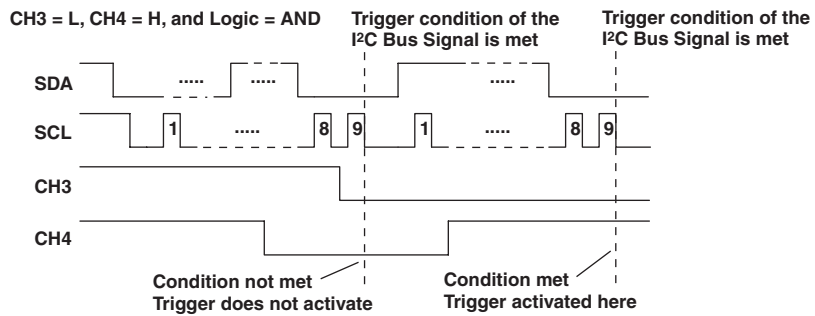 CH3 = L, CH4 = H, and Logic = AND
Trigger condition of the
I²C Bus Signal is met
Trigger condition of the
I²C Bus Signal is met
SDA
.....
.....
.....
SCL
1
.....
8
9
1
.....
8
9
CH3
CH4
Condition not met
Trigger does not activate
Condition met
Trigger activated here